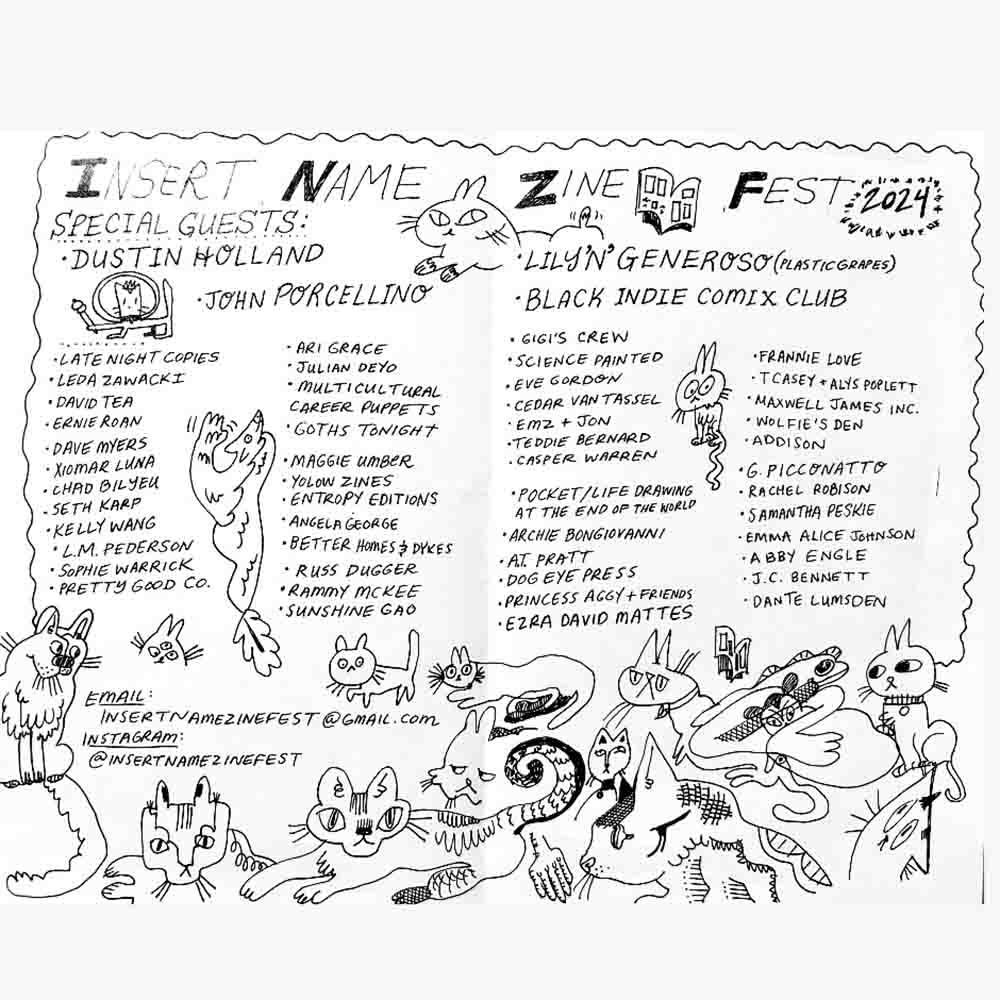 INSERT NAME ZINE FEST 2024
SPECIAL GUESTS:
• DUSTIN HOLLAND
• JOHN PORCELLINO
• LILY 'N' GENEROSO (PLASTICGRAPES)
• BLACK INDIE COMIX CLUB
• LATE NIGHT COPIES
• LEDA ZAWACKI
• DAVID TEA
• ERNIE ROAN
• DAVE MYERS
• XIOMAR LUNA
• CHAD BILYEU
• SETH KARP
• KELLY WANG
• L.M. PEDERSON
• SOPHIE WARRICK
• PRETTY GOOD CO.
• ARI GRACE
• JULIAN DEYO
• MULTICULTURAL
CAREER PUPPETS
• GOTHS TONIGHT
• MAGGIE UMBER
• YOLOW ZINES
• ENTROPY EDITIONS
• ANGELA GEORGE
• BETTER HOMES & DYKES
• RUSS DUGGER
• RAMMY MCKEE
• SUNSHINE GAO
• GIGI'S CREW
• SCIENCE PAINTED
• EVE GORDON
• CEDAR VAN TASSEL
• EMZ + JON
• TEDDIE BERNARD
• CASPER WARREN
• POCKET/LIFE DRAWING
AT THE END OF THE WORLD
• ARCHIE BONGIOVANNI
• A.T. PRATT
• DOG EYE PRESS
• PRINCESS AGGY + FRIENDS
• EZRA DAVID MATTES
• FRANNIE LOVE
• T CASEY + ALYS POPLETT
• MAXWELL JAMES INC.
• WOLFIE'S DEN
• ADDISON
• G. PICCONATTO
• RACHEL ROBISON
• SAMANTHA PESKIE
• EMMA ALICE JOHNSON
• ABBY ENGLE
• J.C. BENNETT
• DANTE LUMSDEN
EMAIL:
INSERTNAMEZINEFEST@GMAIL.COM
INSTAGRAM:
@INSERTNAMEZINEFEST